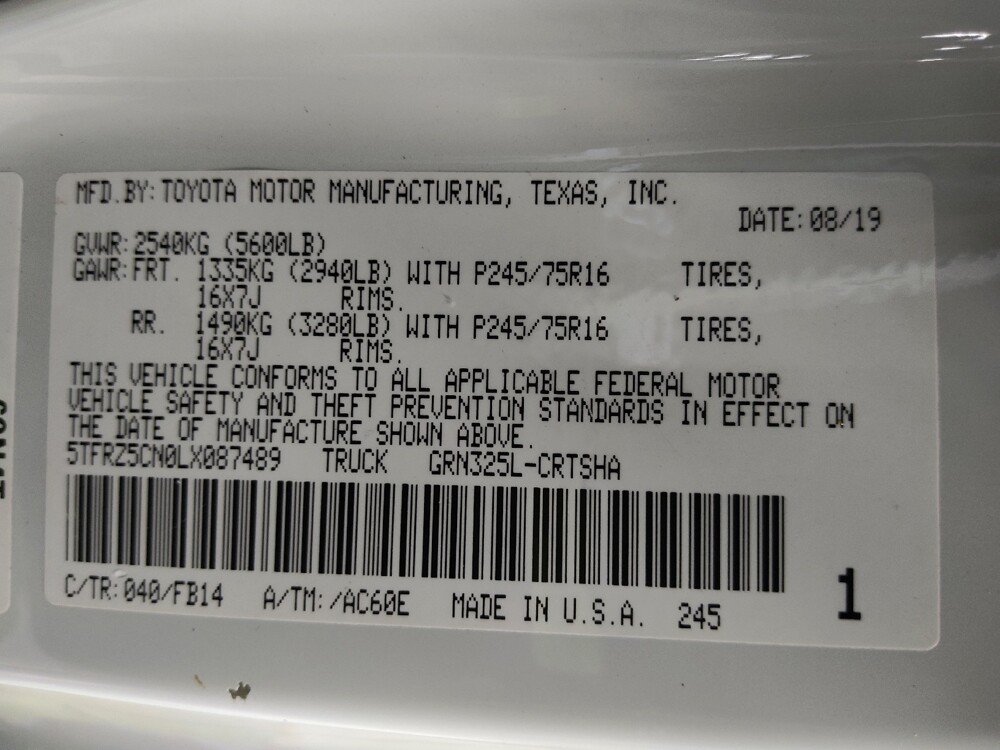 MFD.BY: TOYOTA MOTOR MANUFACTURING, TEXAS, INC.
DATE: 08/19
GVWR: 2540KG (5600LB)
GAWR: FRT. 1335KG (2940LB) WITH P245/75R16 TIRES,
16X7J RIMS.
RR. 1490KG (3280LB) WITH P245/75R16 TIRES,
16X7J RIMS.
THIS VEHICLE CONFORMS TO ALL APPLICABLE FEDERAL MOTOR
VEHICLE SAFETY AND THEFT PREVENTION STANDARDS IN EFFECT ON
THE DATE OF MANUFACTURE SHOWN ABOVE.
5TFRZ5CN0LX087489 TRUCK GRN325L-CRTSHA
C/TR: 040/FB14 A/TM: /AC60E MADE IN U.S.A. 245
1